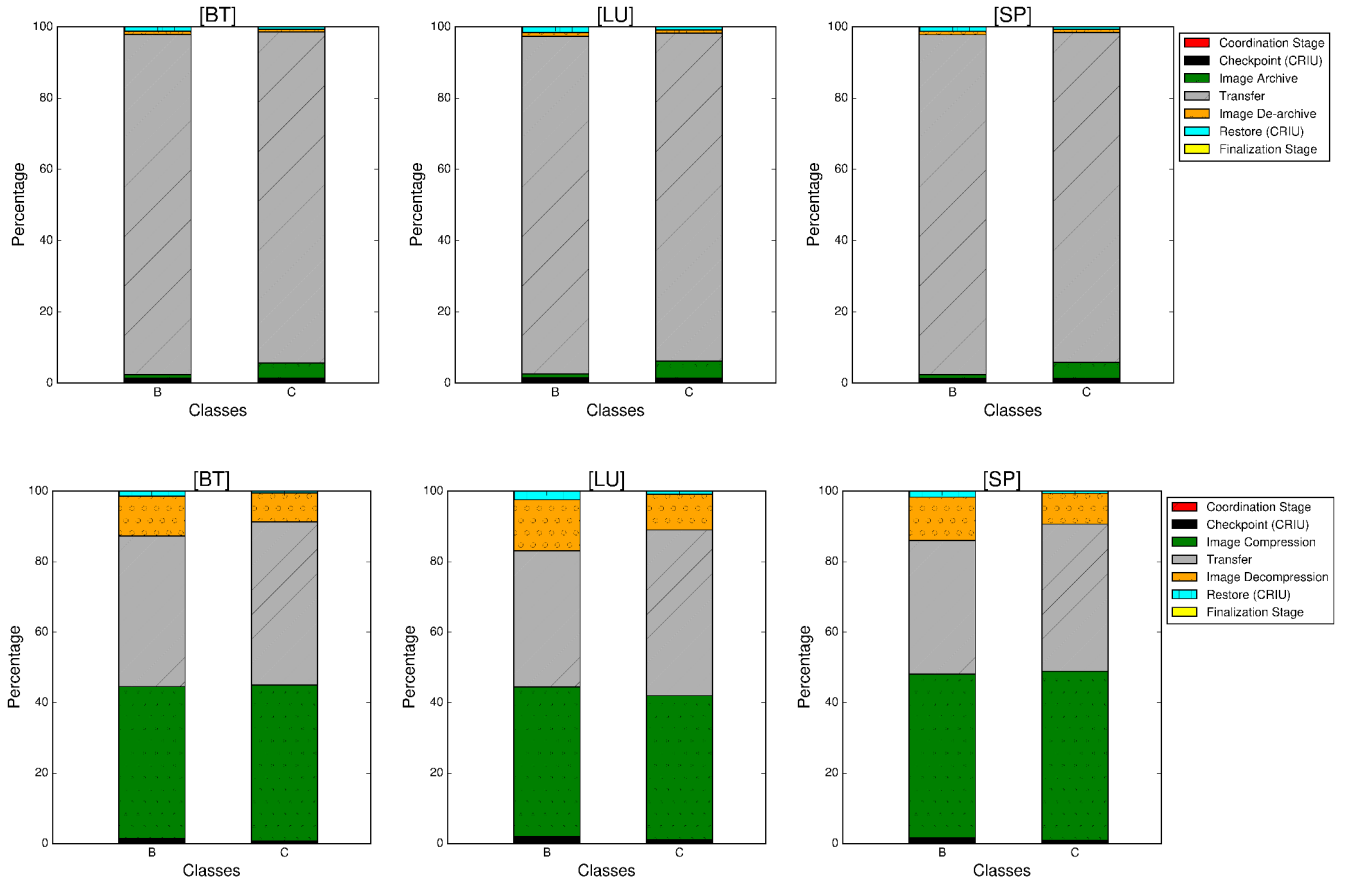 [BT]
100
80
60
40
20
0
Percentage
B C
Classes
[LU]
100
80
60
40
20
0
Percentage
B C
Classes
[SP]
100
80
60
40
20
0
Percentage
B C
Classes
Coordination Stage
Checkpoint (CRIU)
Image Archive
Transfer
Image De-archive
Restore (CRIU)
Finalization Stage
[BT]
100
80
60
40
20
0
Percentage
B C
Classes
[LU]
100
80
60
40
20
0
Percentage
B C
Classes
[SP]
100
80
60
40
20
0
Percentage
B C
Classes
Coordination Stage
Checkpoint (CRIU)
Image Compression
Transfer
Image Decompression
Restore (CRIU)
Finalization Stage